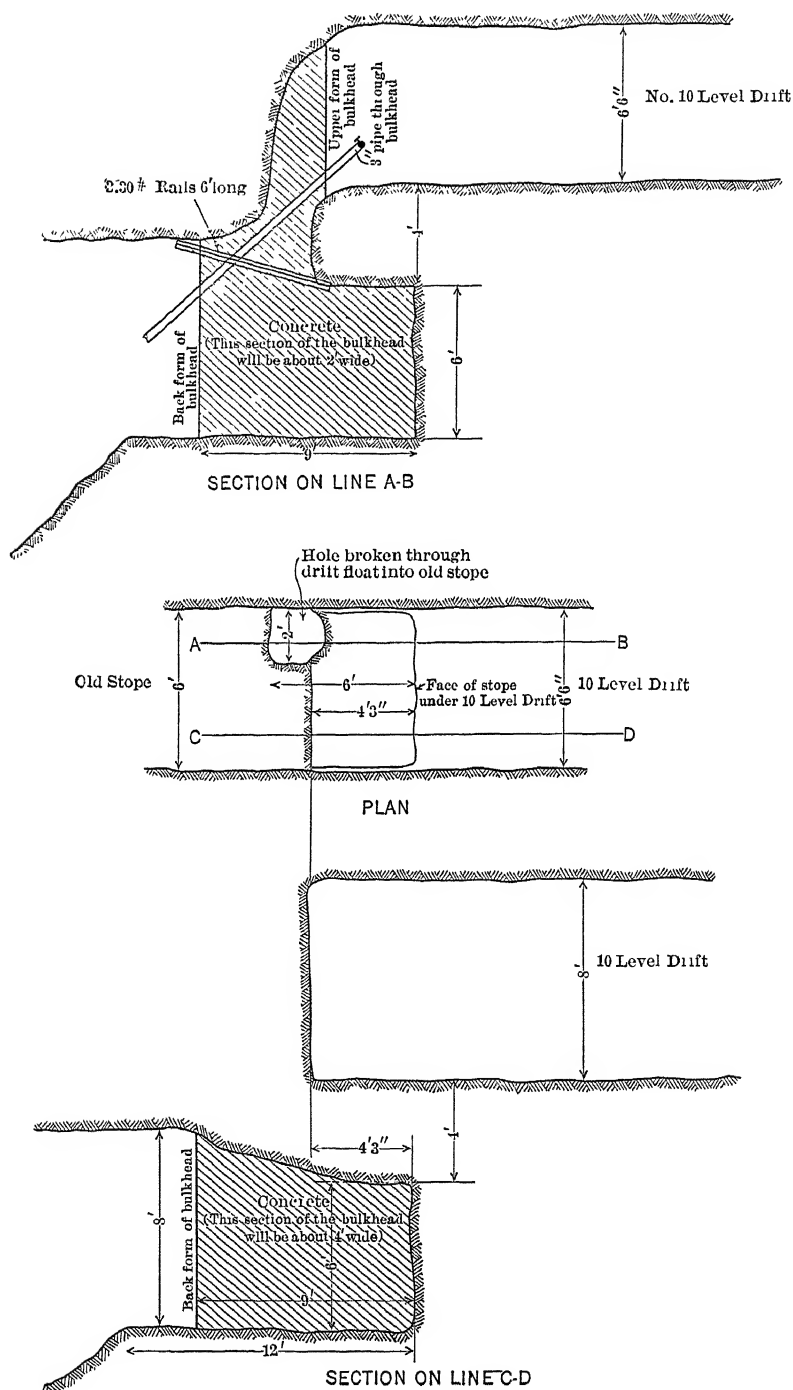 Upper form of
bulkhead
3" pipe through
bulkhead
6'6"
No. 10 Level Drift
2.30# Rails 6'long
4'
Back form of
bulkhead
Concrete
(This section of the bulkhead
will be about 2'wide)
6'
9'
SECTION ON LINE A-B
Hole broken through
drift float into old stope
A
2'
B
Old Stope
6'
6'
Face of stope
under 10 Level Drift
6'6"
10 Level Drift
4'3"
C
D
PLAN
8'
10 Level Drift
4'
4'3"
8'
Back form of bulkhead
Concrete
(This section of the bulkhead
will be about 4'wide)
6'
9'
12'
SECTION ON LINE C-D